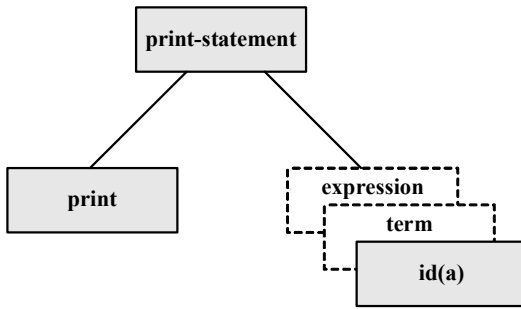 print-statement
print
expression
term
id(a)